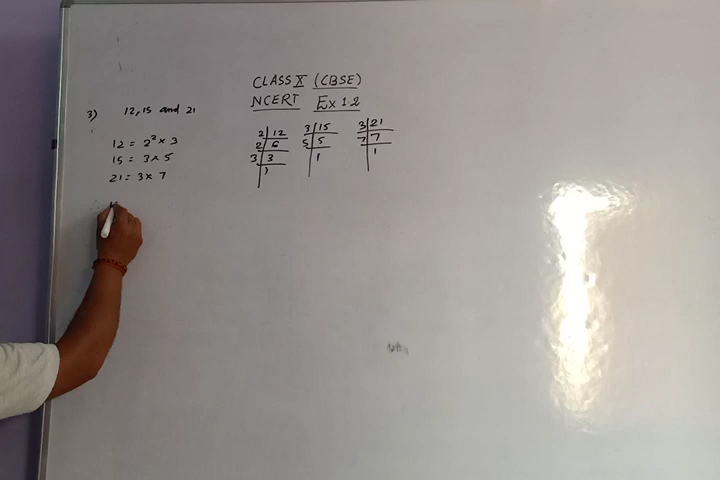 CLASS X (CBSE)
NCERT Ex 1.2
3) 12, 15 and 21
12 = 2² × 3
15 = 3 × 5
21 = 3 × 7
2 | 12
2 | 6
3 | 3
1
3 | 15
5 | 5
1
3 | 21
7 | 7
1